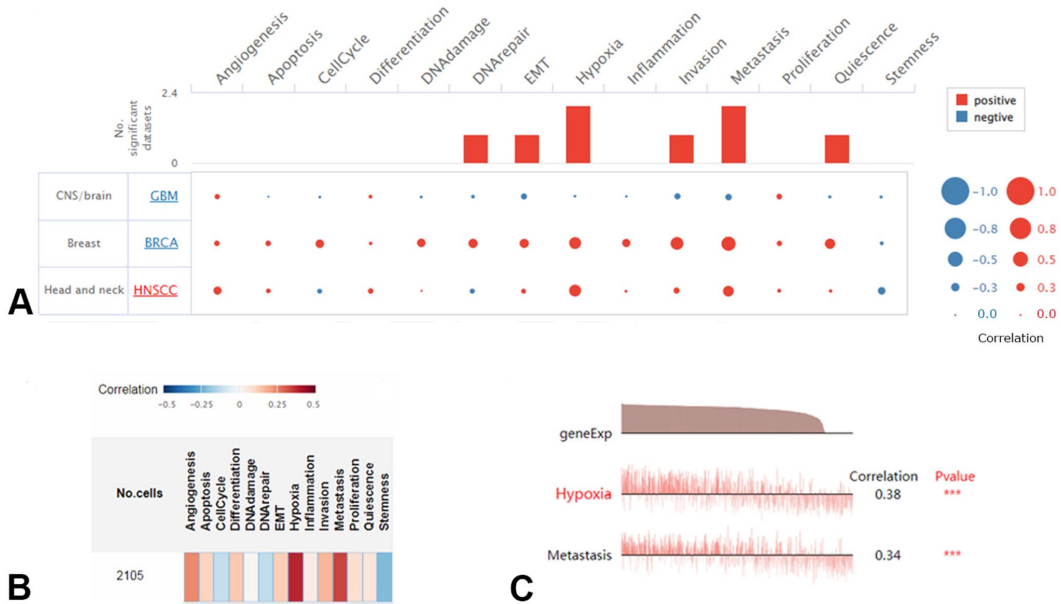 Angiogenesis
Apoptosis
CellCycle
Differentiation
DNAdamage
DNArepair
EMT
Hypoxia
Inflammation
Invasion
Metastasis
Proliferation
Quiescence
Stemness
2.4
No.
significant
datasets
0
positive
negtive
CNS/brain GBM
Breast BRCA
Head and neck HNSCC
-1.0 1.0
-0.8 0.8
-0.5 0.5
-0.3 0.3
0.0 0.0
Correlation
A
Correlation
-0.5 -0.25 0 0.25 0.5
No.cells
Angiogenesis
Apoptosis
CellCycle
Differentiation
DNAdamage
DNArepair
EMT
Hypoxia
Inflammation
Invasion
Metastasis
Proliferation
Quiescence
Stemness
2105
B
geneExp
Correlation Pvalue
Hypoxia 0.38 ***
Metastasis 0.34 ***
C